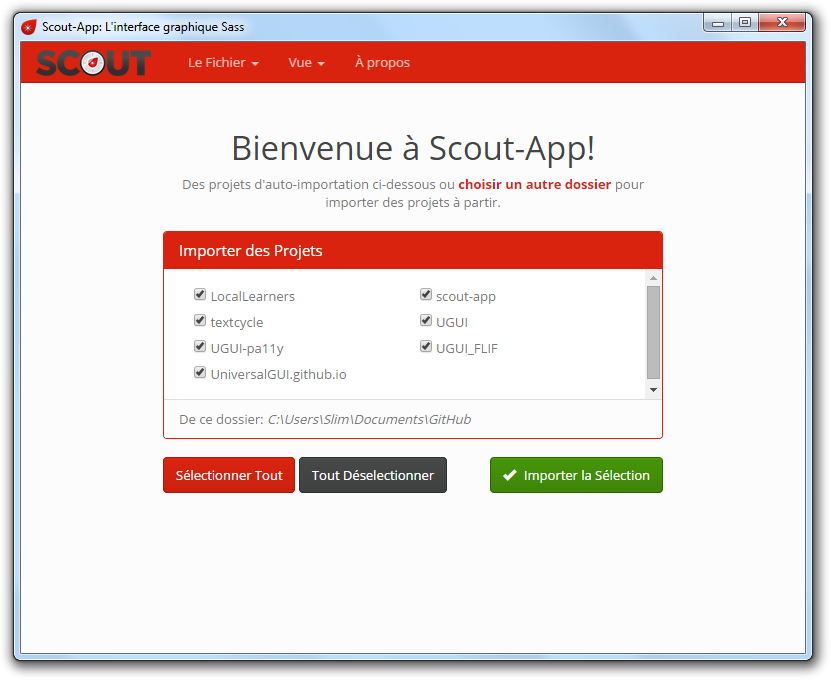 Scout-App: L'interface graphique Sass
SCOUT Le Fichier Vue À propos
Bienvenue à Scout-App!
Des projets d'auto-importation ci-dessous ou choisir un autre dossier pour
importer des projets à partir.
Importer des Projets
LocalLearners scout-app
textcycle UGUI
UGUI-pa11y UGUI_FLIF
UniversalGUI.github.io
De ce dossier: C:\Users\Slim\Documents\GitHub
Sélectionner Tout Tout Déselectionner Importer la Sélection